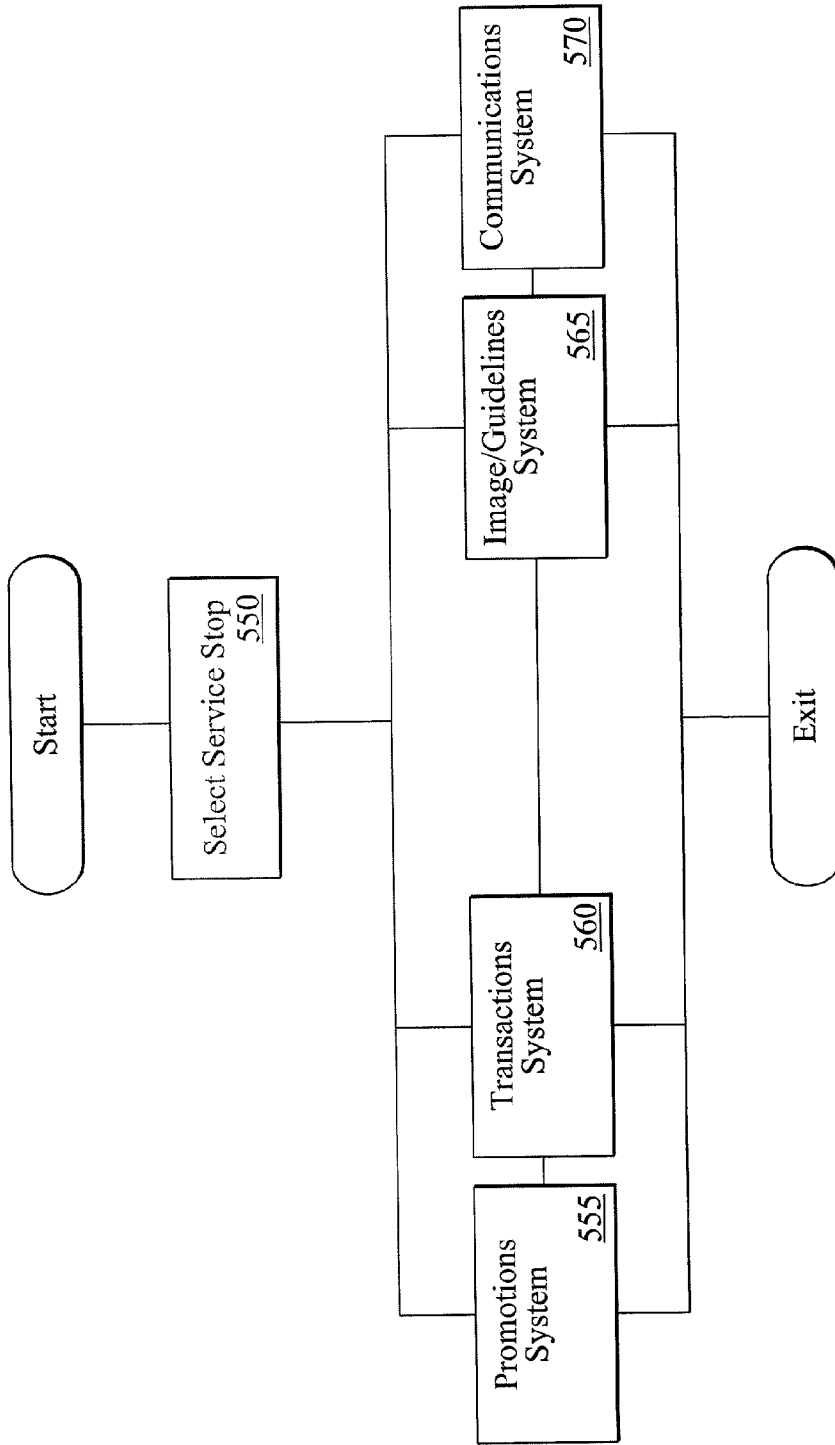 Start
Select Service Stop
550
Promotions
System
555
Transactions
System
560
Image/Guidelines
System
565
Communications
System
570
Exit